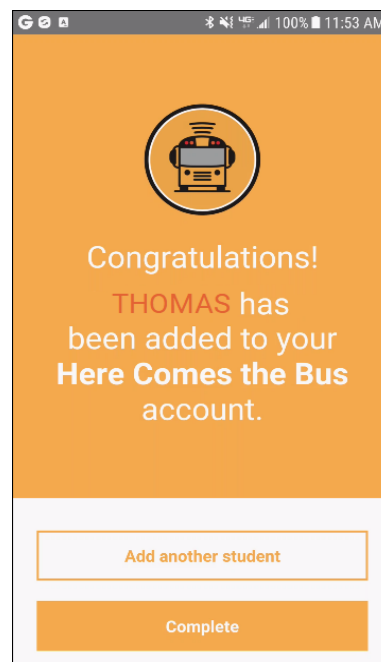 100% 11:53 AM
Congratulations!
THOMAS has
been added to your
Here Comes the Bus
account.
Add another student
Complete